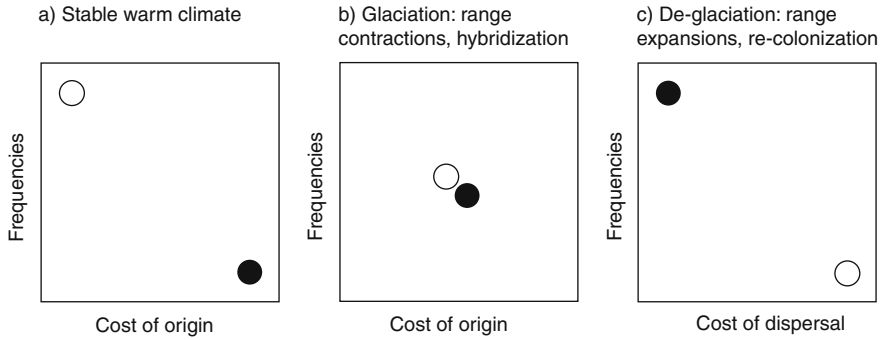 a) Stable warm climate
b) Glaciation: range
contractions, hybridization
c) De-glaciation: range
expansions, re-colonization
Frequencies
Frequencies
Frequencies
Cost of origin
Cost of origin
Cost of dispersal